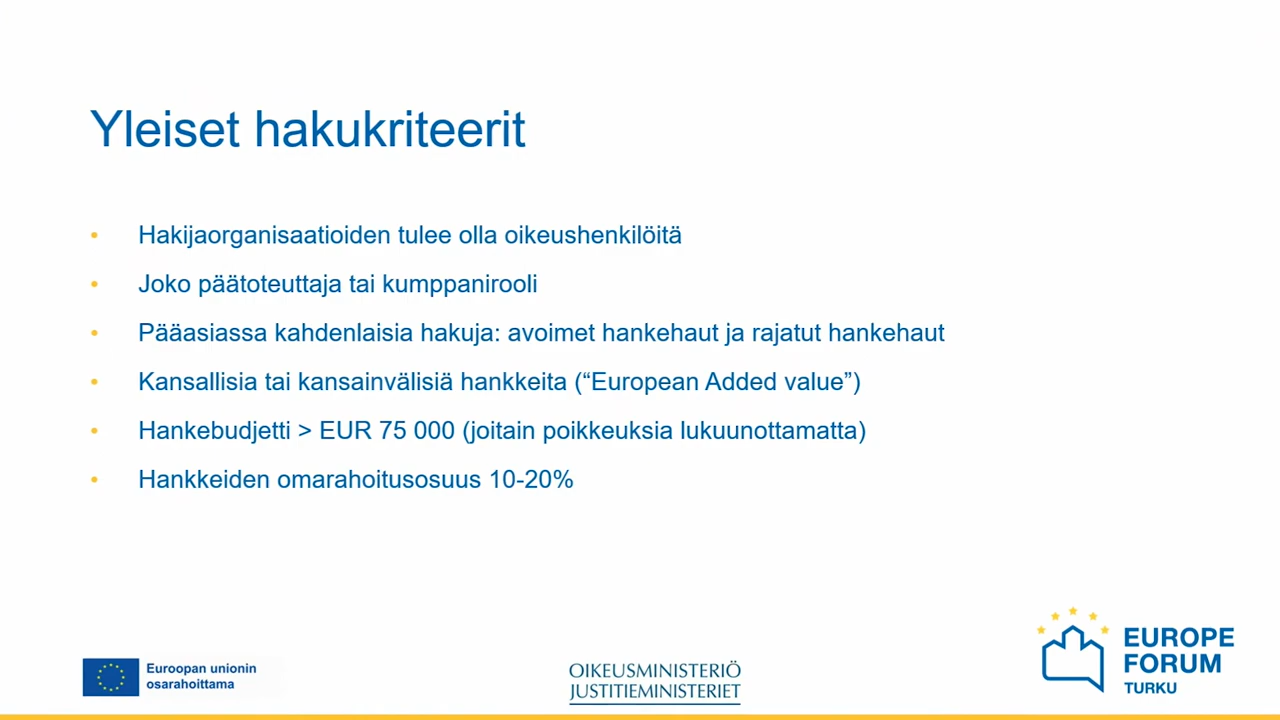 Yleiset hakukriteerit
• Hakijaorganisaatioiden tulee olla oikeushenkilöitä
• Joko päätoteuttaja tai kumppanirooli
• Pääasiassa kahdenlaisia hakuja: avoimet hankehaut ja rajatut hankehaut
• Kansallisia tai kansainvälisiä hankkeita (“European Added value”)
• Hankebudjetti > EUR 75 000 (joitain poikkeuksia lukuunottamatta)
• Hankkeiden omarahoitusosuus 10-20%
Euroopan unionin
osarahoittama
OIKEUSMINISTERIÖ
JUSTITIEMINISTERIET
EUROPE
FORUM
TURKU